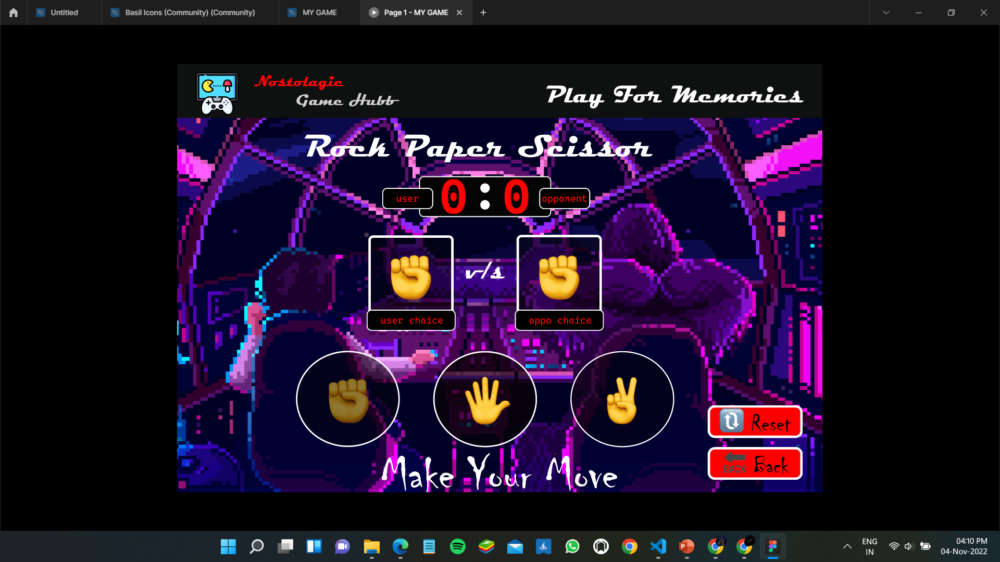 Untitled
Basil Icons (Community) (Community)
MY GAME
Page 1 - MY GAME
Nostolagic
Game Hubb
Play For Memories
Rock Paper Scissor
user
0 : 0
opponent
v/s
user choice
oppo choice
Reset
BACK Back
Make Your Move
ENG
IN
04:10 PM
04-Nov-2022